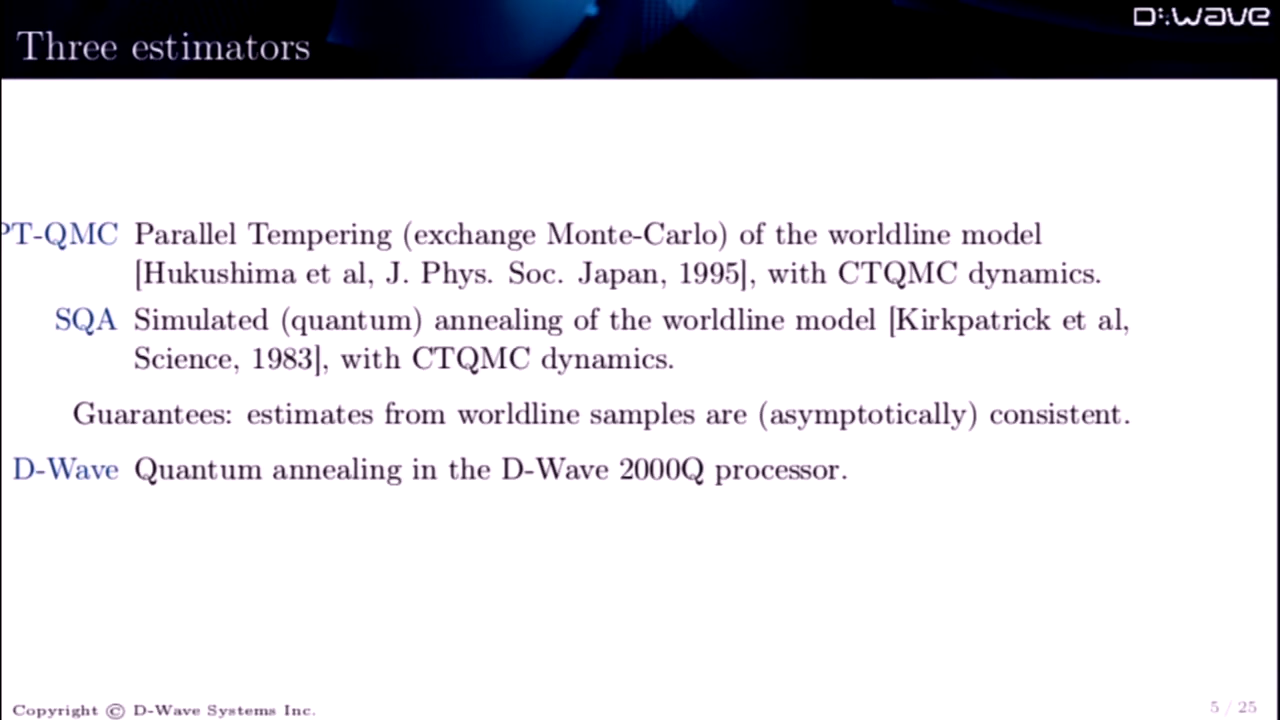 D:wave
Three estimators
PT-QMC Parallel Tempering (exchange Monte-Carlo) of the worldline model
[Hukushima et al, J. Phys. Soc. Japan, 1995], with CTQMC dynamics.
SQA Simulated (quantum) annealing of the worldline model [Kirkpatrick et al,
Science, 1983], with CTQMC dynamics.
Guarantees: estimates from worldline samples are (asymptotically) consistent.
D-Wave Quantum annealing in the D-Wave 2000Q processor.
Copyright © D-Wave Systems Inc.
5 / 25